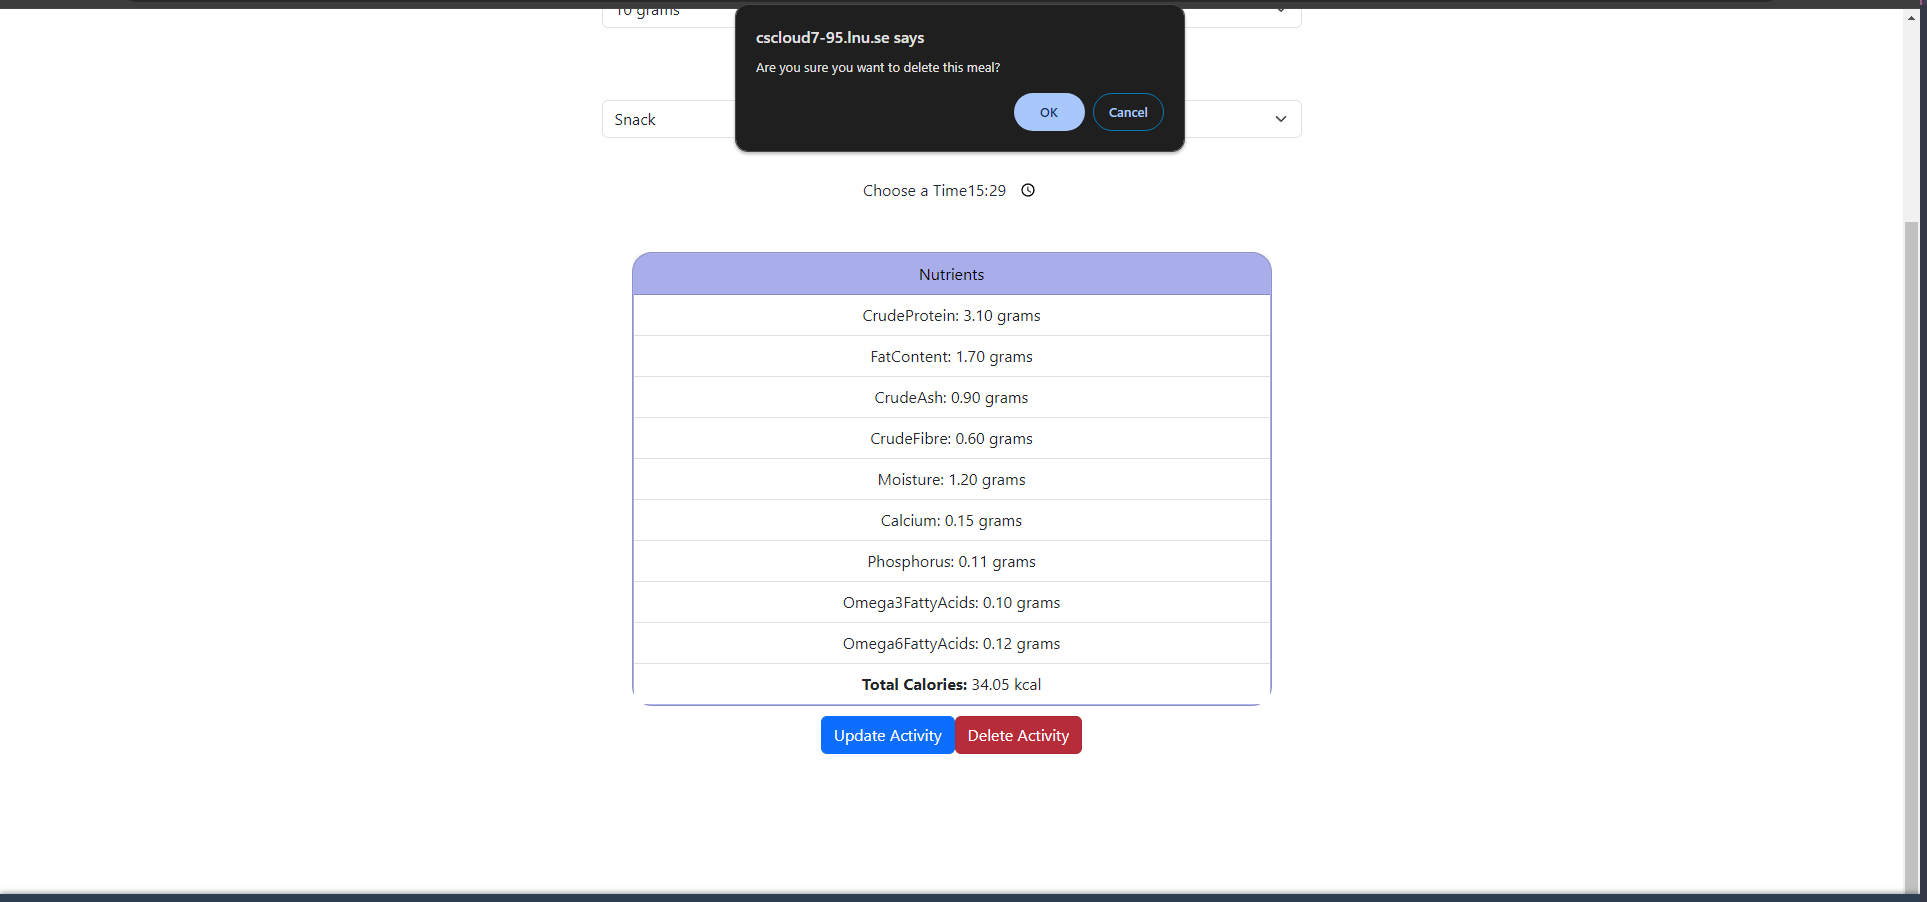 10 grams
cscloud7-95.lnu.se says
Are you sure you want to delete this meal?
OK Cancel
Snack
Choose a Time15:29
Nutrients
CrudeProtein: 3.10 grams
FatContent: 1.70 grams
CrudeAsh: 0.90 grams
CrudeFibre: 0.60 grams
Moisture: 1.20 grams
Calcium: 0.15 grams
Phosphorus: 0.11 grams
Omega3FattyAcids: 0.10 grams
Omega6FattyAcids: 0.12 grams
Total Calories: 34.05 kcal
Update Activity Delete Activity